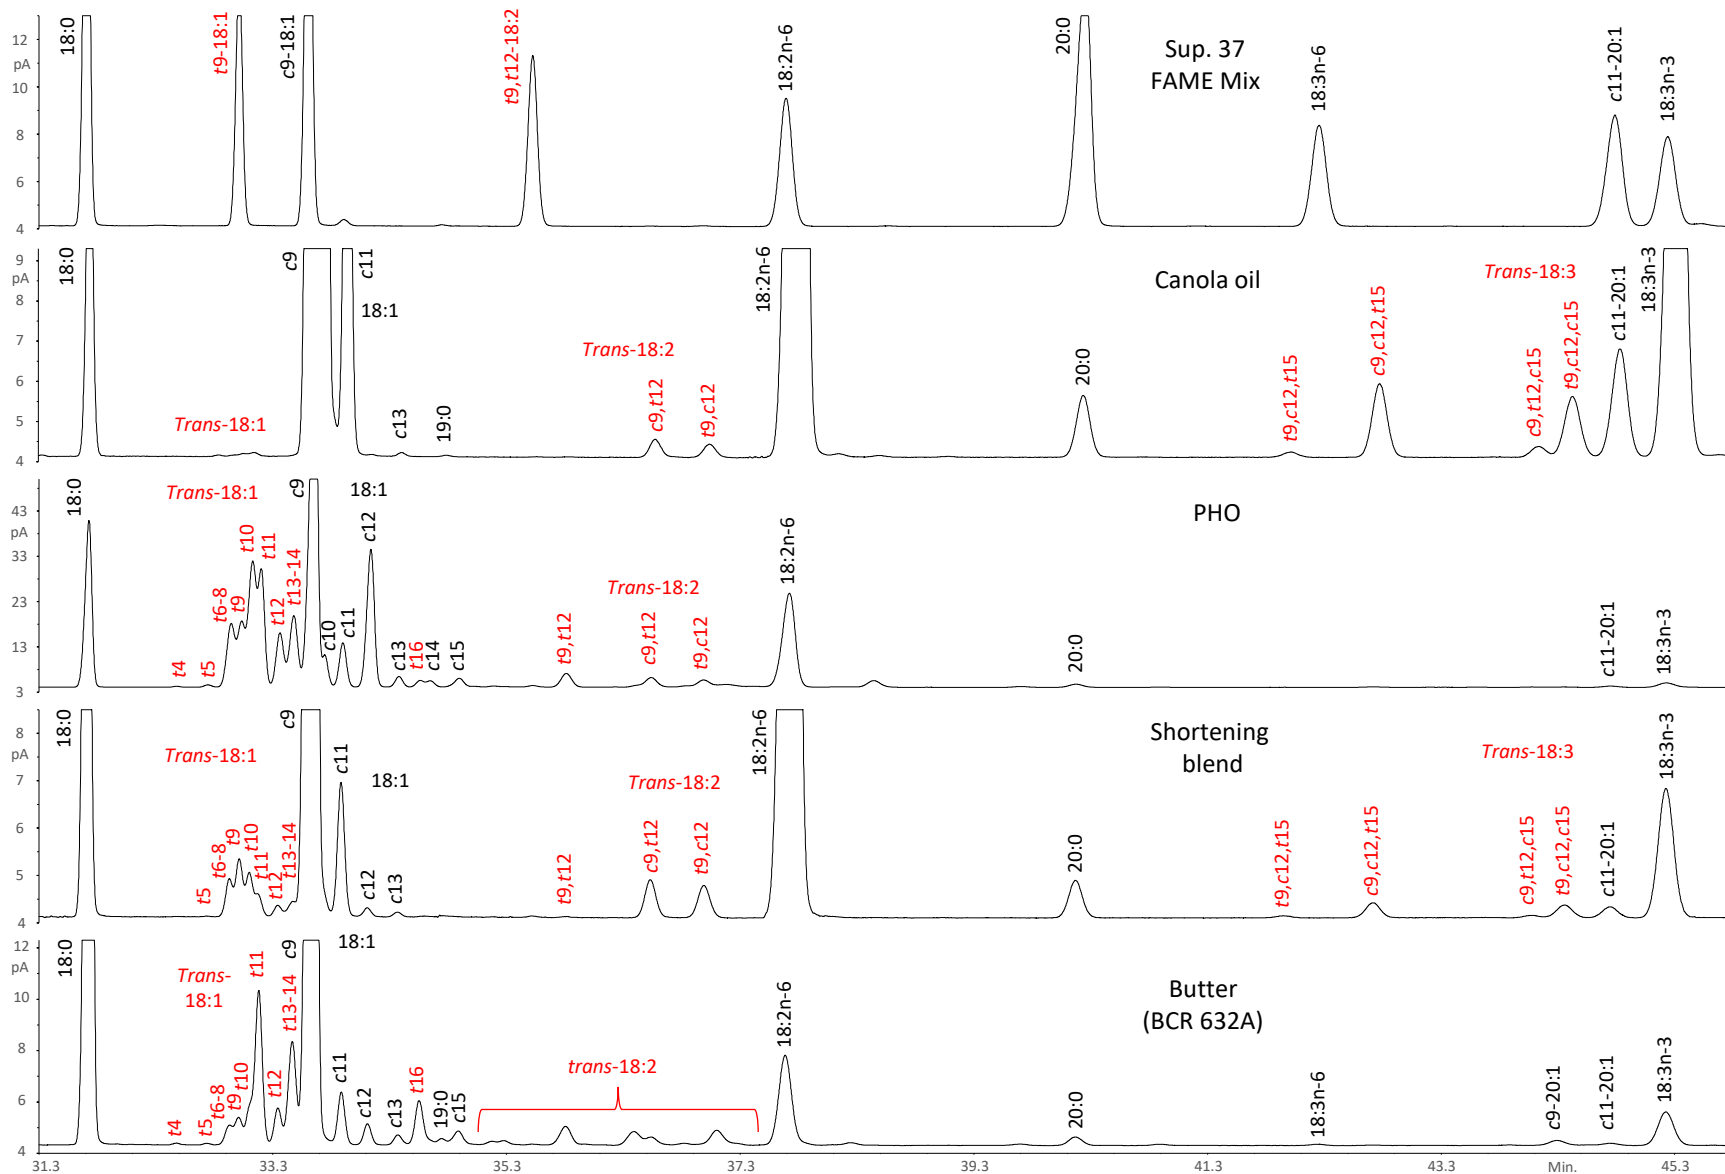 12
pA
10
8
6
4
18:0
t9-18:1
c9-18:1
t9,t12-18:2
18:2n-6
20:0
Sup. 37
FAME Mix
18:3n-6
c11-20:1
18:3n-3
9
pA
8
7
6
5
4
18:0
Trans-18:1
c9
c11
18:1
c13
19:0
Trans-18:2
c9,t12
t9,c12
18:2n-6
20:0
Canola oil
t9,c12,t15
c9,c12,t15
Trans-18:3
c9,t12,c15
t9,c12,c15
c11-20:1
18:3n-3
43
pA
33
23
13
3
18:0
Trans-18:1
t4
t5
t6-8
t9
t10
t11
t12
t13-14
c9
18:1
c10
c11
c12
c13
t16
c14
c15
Trans-18:2
t9,t12
c9,t12
t9,c12
18:2n-6
20:0
PHO
c11-20:1
18:3n-3
8
pA
7
6
5
4
18:0
Trans-18:1
t5
t6-8
t9
t10
t11
t12
t13-14
c9
c11
18:1
c12
c13
Trans-18:2
t9,t12
c9,t12
t9,c12
18:2n-6
20:0
Shortening
blend
Trans-18:3
t9,c12,t15
c9,c12,t15
c9,t12,c15
t9,c12,c15
c11-20:1
18:3n-3
12
pA
10
8
6
4
18:0
Trans-
18:1
t4
t5
t6-8
t9
t10
t11
t12
t13-14
c9
18:1
c11
c12
c13
t16
19:0
c15
trans-18:2
18:2n-6
20:0
Butter
(BCR 632A)
18:3n-6
c9-20:1
c11-20:1
18:3n-3
31.3
33.3
35.3
37.3
39.3
41.3
43.3
Min.
45.3